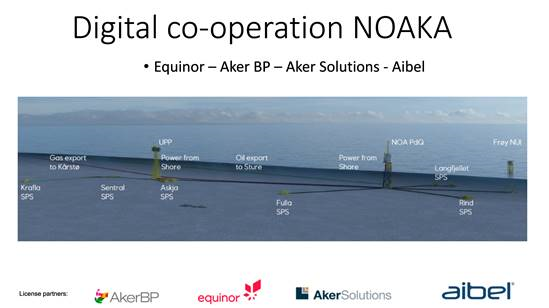 Digital co-operation NOAKA
• Equinor – Aker BP – Aker Solutions - Aibel
UPP
NOA PdQ
Frøy NUI
Gas export
to Kårstø
Power from
Shore
Oil export
to Sture
Power from
Shore
Langfjellet
SPS
Krafla
SPS
Sentral
SPS
Askja
SPS
Fulla
SPS
Rind
SPS
License partners:
AkerBP
equinor
AkerSolutions
aibel